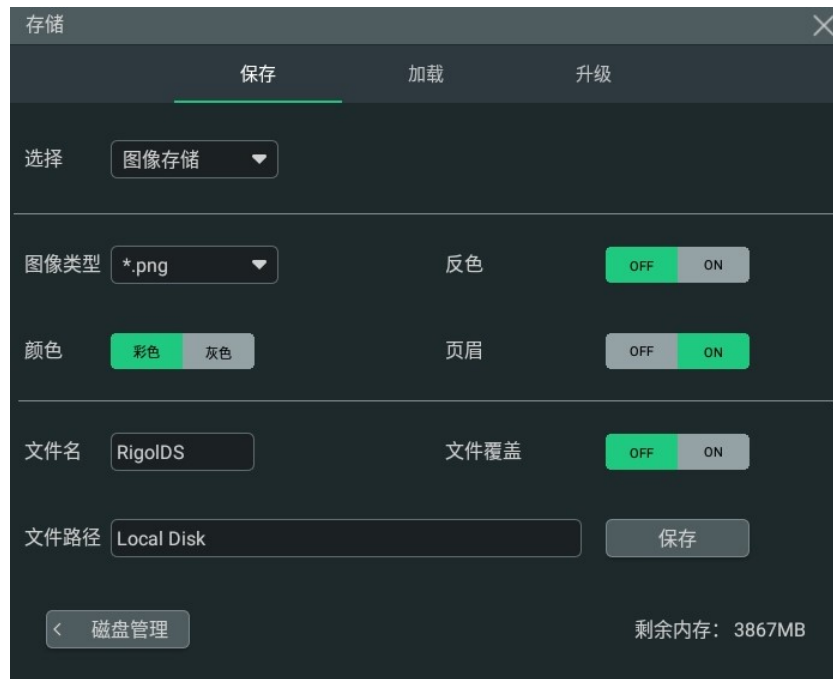 存储
保存 加载 升级
选择 图像存储
图像类型 *.png 反色 OFF ON
颜色 彩色 灰色 页眉 OFF ON
文件名 RigolDS 文件覆盖 OFF ON
文件路径 Local Disk 保存
磁盘管理 剩余内存： 3867MB